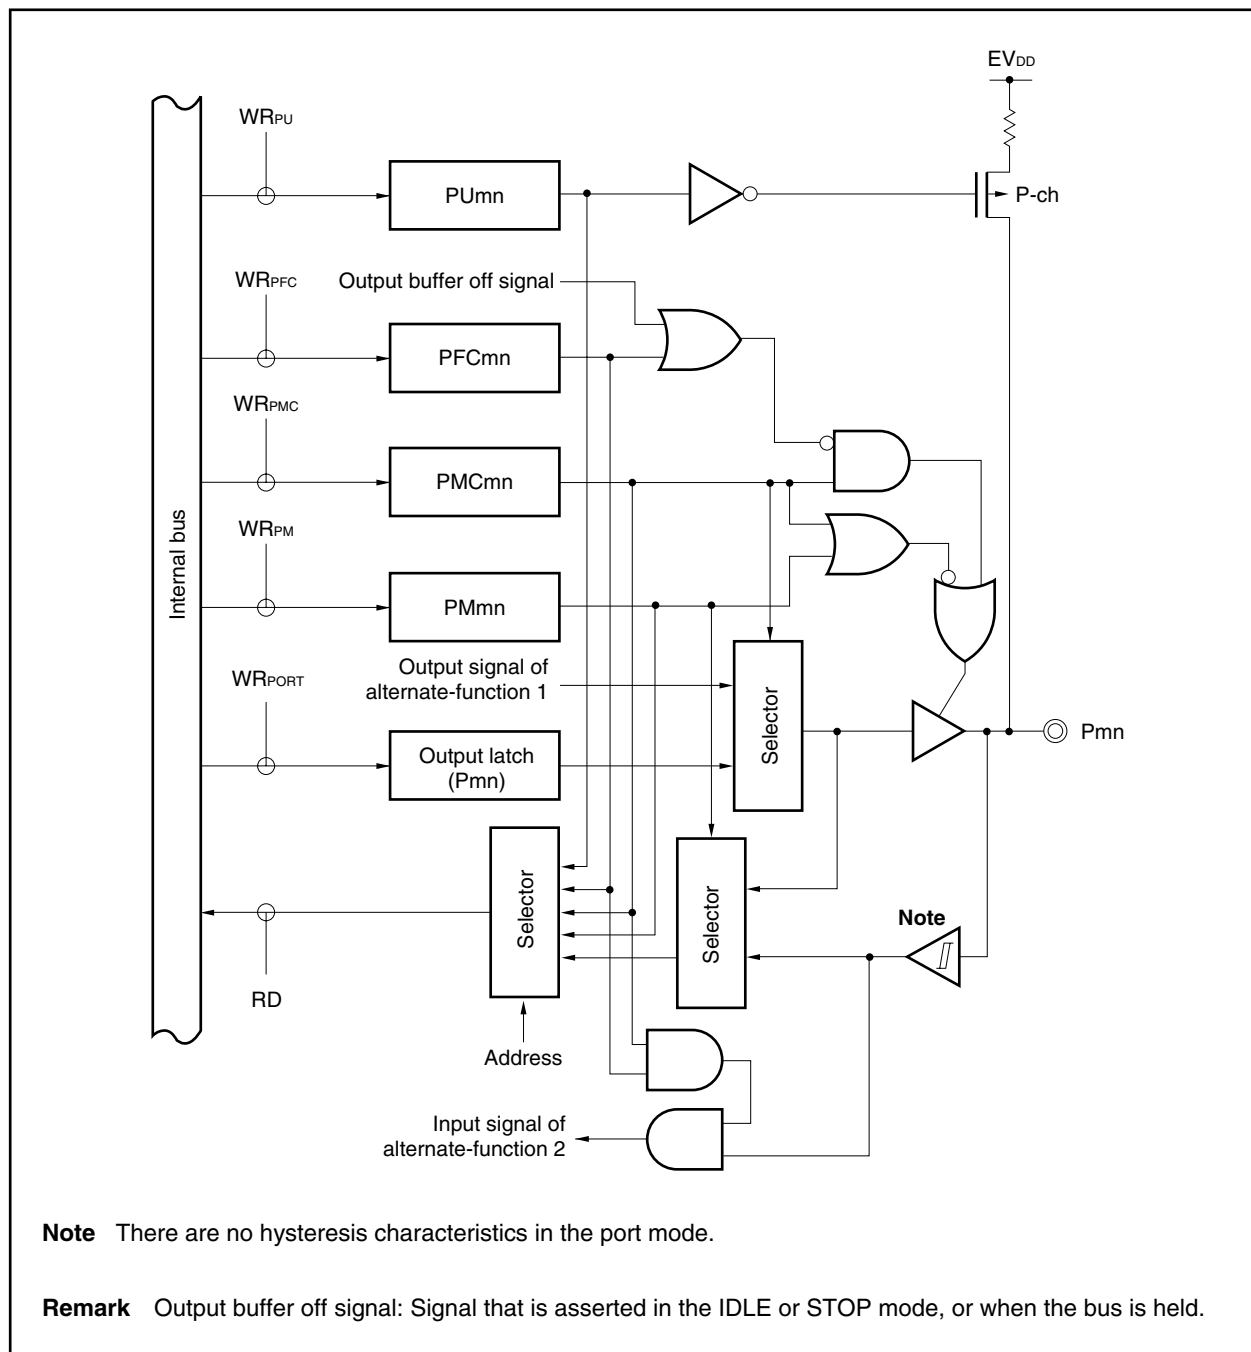 EVDD
WRPU
PUmn
P-ch
WRPFC
Output buffer off signal
PFCmn
WRPMC
PMCmn
WRPM
PMmn
Internal bus
Output signal of
alternate-function 1
WRPORT
Output latch
(Pmn)
Selector
Pmn
Selector
Selector
Note
RD
Address
Input signal of
alternate-function 2
Note There are no hysteresis characteristics in the port mode.
Remark Output buffer off signal: Signal that is asserted in the IDLE or STOP mode, or when the bus is held.